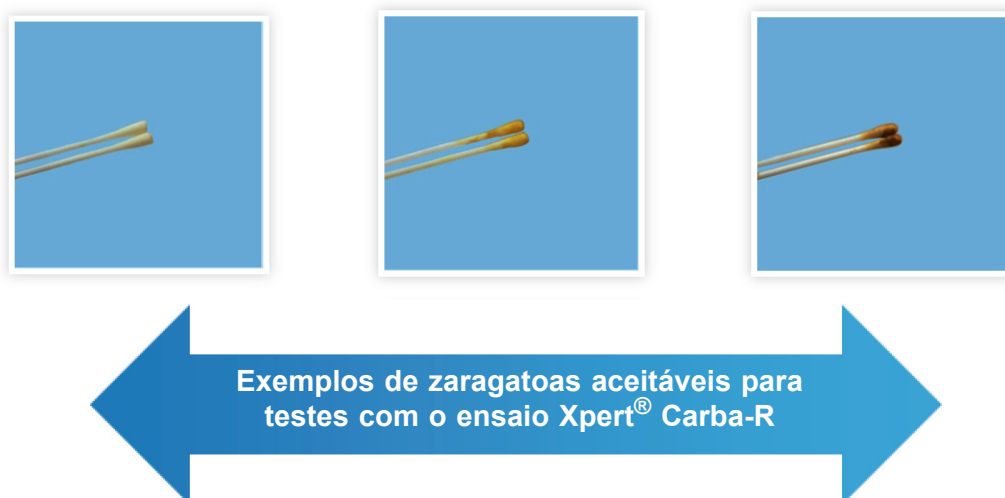 Exemplos de zaragatoas aceitáveis para
testes com o ensaio Xpert® Carba-R